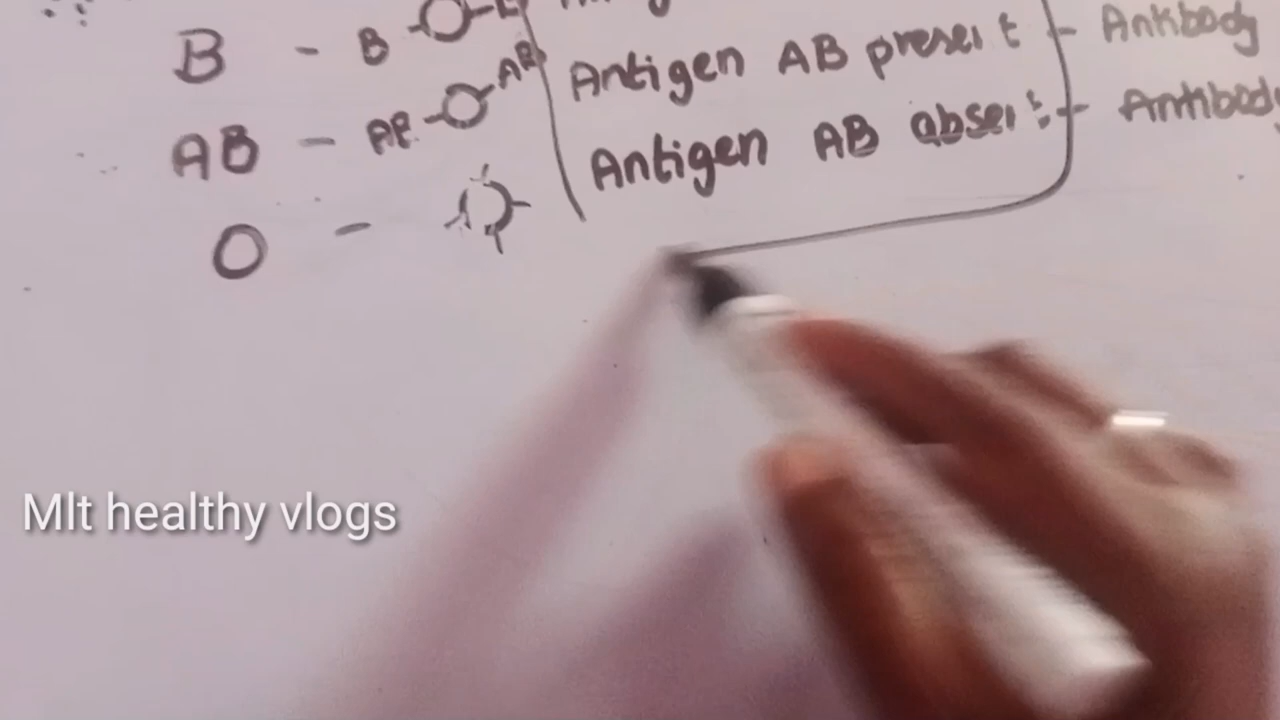 B - B
Antigen AB present - Antibody
AB - AB AB
Antigen AB absent - Antibody
O -
Mlt healthy vlogs